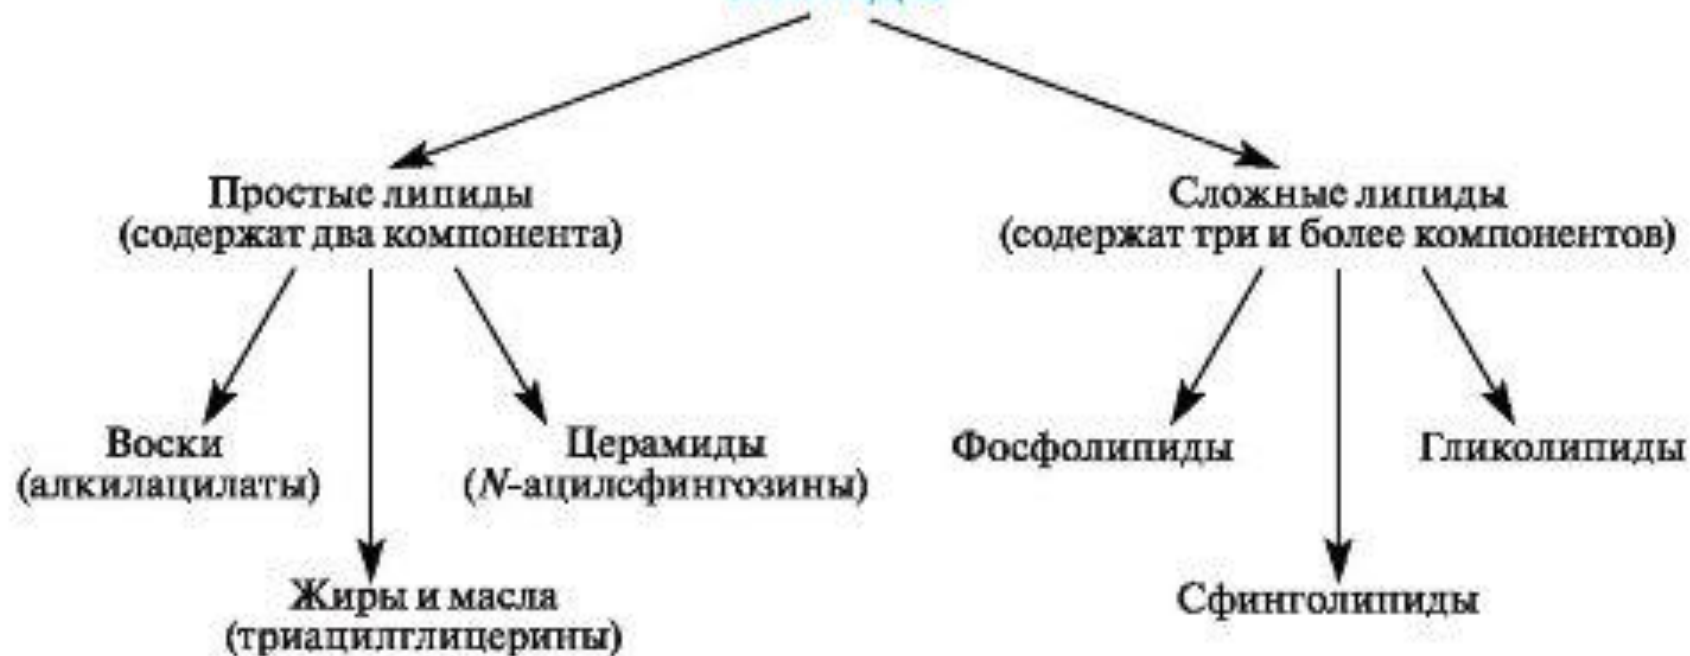 Простые липиды
(содержат два компонента)
Сложные липиды
(содержат три и более компонентов)
Воски
(алкилацилаты)
Церамиды
(N-ацилсфингозины)
Фосфолипиды
Гликолипиды
Жиры и масла
(триацилглицерины)
Сфинголипиды